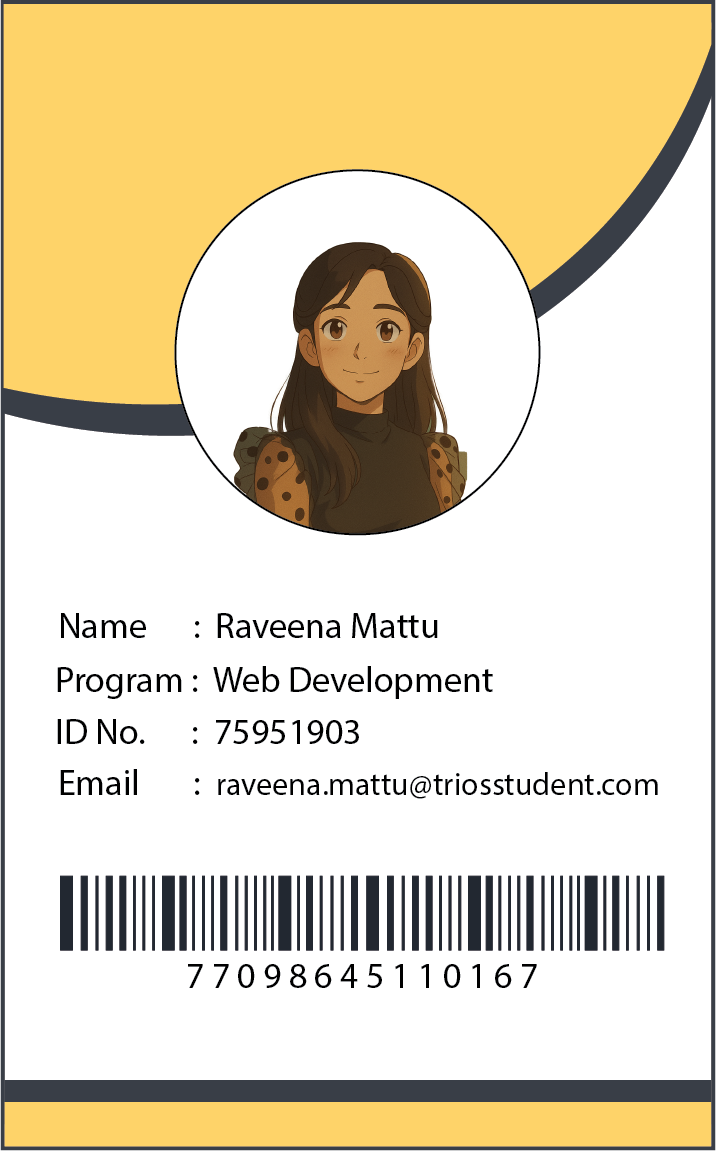 Name : Raveena Mattu
Program : Web Development
ID No. : 75951903
Email : raveena.mattu@triosstudent.com
77098645110167